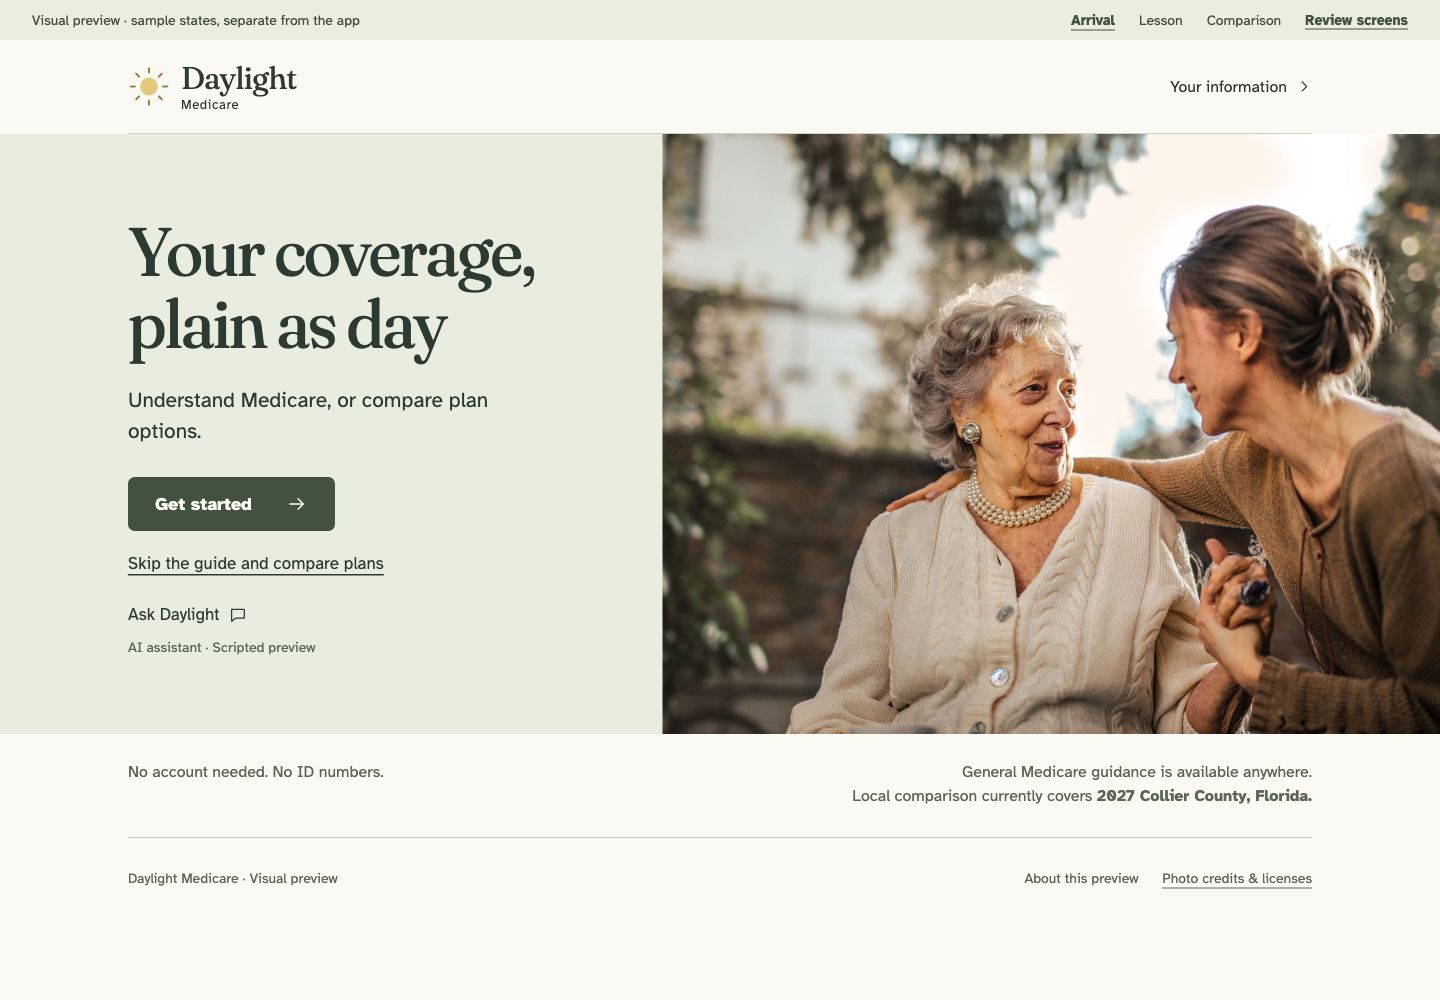 Visual preview · sample states, separate from the app
Arrival Lesson Comparison Review screens
Daylight
Medicare
Your information
Your coverage,
plain as day
Understand Medicare, or compare plan
options.
Get started
Skip the guide and compare plans
Ask Daylight
AI assistant · Scripted preview
No account needed. No ID numbers.
General Medicare guidance is available anywhere.
Local comparison currently covers 2027 Collier County, Florida.
Daylight Medicare · Visual preview
About this preview Photo credits & licenses